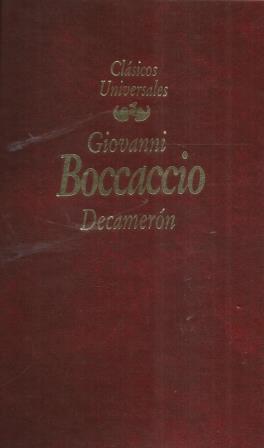 Clásicos
Universales
Giovanni
Boccaccio
Decamerón